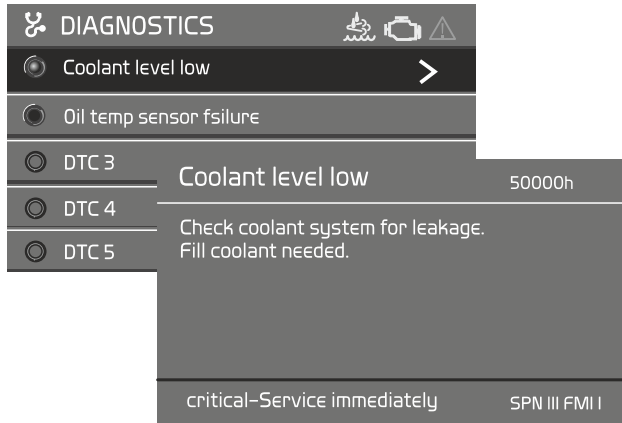 DIAGNOSTICS
Coolant level low
Oil temp sensor fsilure
DTC 3
DTC 4
DTC 5
Coolant level low
50000h
Check coolant system for leakage.
Fill coolant needed.
critical-Service immediately
SPN III FMI I